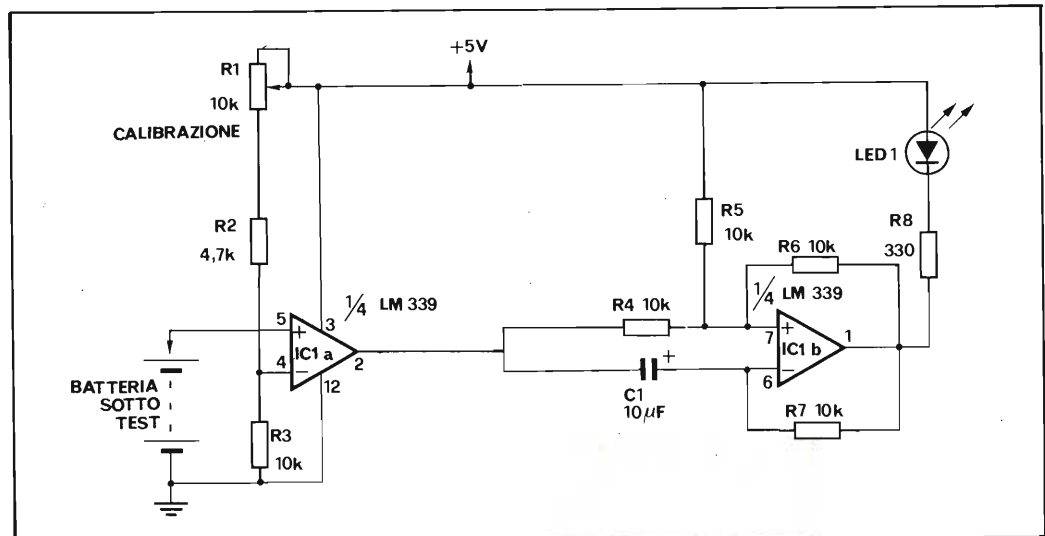 +5V
R1
10k
CALIBRAZIONE
LED 1
R2
4,7k
R5
10k
R8
330
R6 10k
1/4 LM 339
1/4 LM 339
R4 10k
5
+
3
IC1 a
2
4
−
12
7
+
1
IC1 b
6
−
+
C1
10µF
R7 10k
BATTERIA
SOTTO
TEST
R3
10k